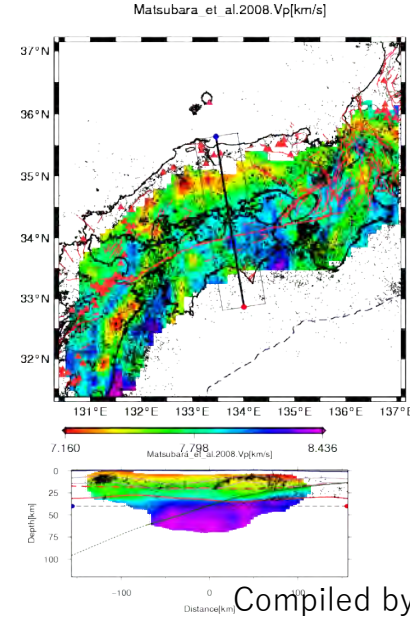 Matsubara_et_al.2008.Vp[km/s]
37°N
36°N
35°N
34°N
33°N
32°N
131°E 132°E 133°E 134°E 135°E 136°E 137°E
7.160 7.798 8.436
Matsubara_et_al.2008.Vp[km/s]
Depth[km]
0
25
50
75
100
-100 0 100
Distance[km]
Compiled by